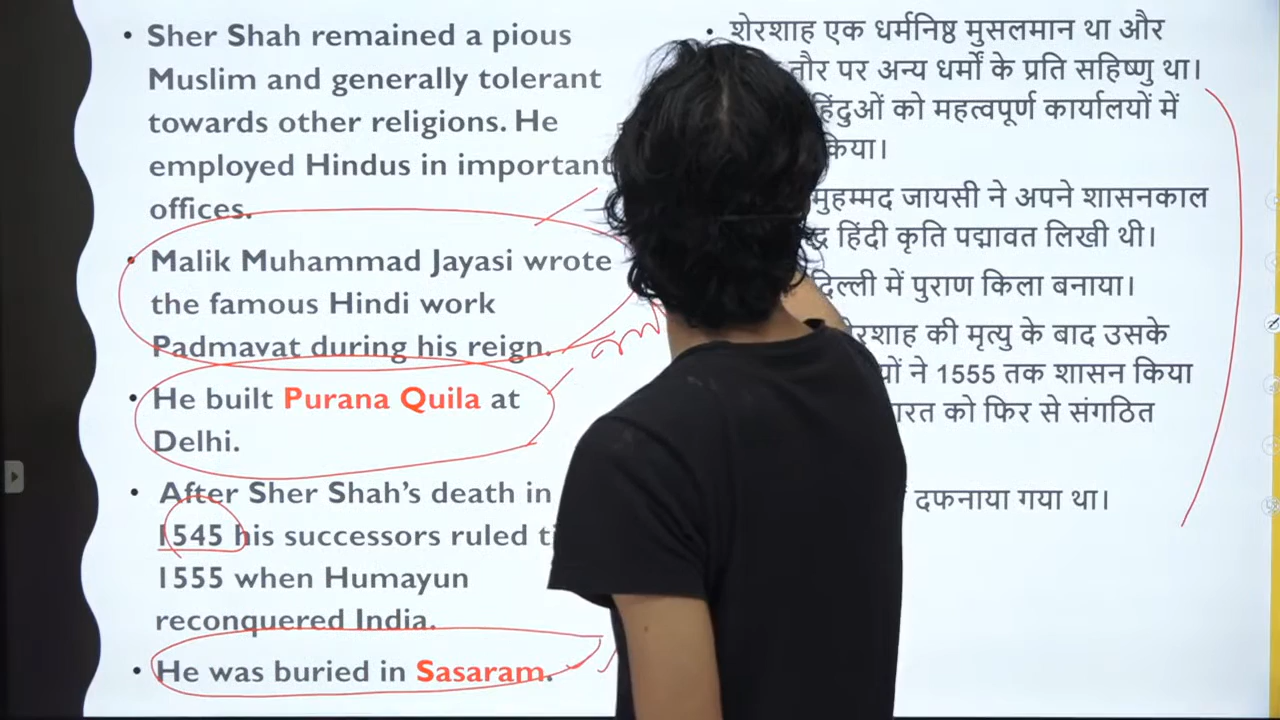 • Sher Shah remained a pious
Muslim and generally tolerant
towards other religions. He
employed Hindus in important
offices.
• Malik Muhammad Jayasi wrote
the famous Hindi work
Padmavat during his reign.
• He built Purana Quila at
Delhi.
• After Sher Shah's death in
1545 his successors ruled
1555 when Humayun
reconquered India.
• He was buried in Sasaram.
• शेरशाह एक धर्मनिष्ठ मुसलमान था और
तौर पर अन्य धर्मों के प्रति सहिष्णु था।
हिंदुओं को महत्वपूर्ण कार्यालयों में
किया।
मुहम्मद जायसी ने अपने शासनकाल
हिंदी कृति पद्मावत लिखी थी।
दिल्ली में पुराण किला बनाया।
की मृत्यु के बाद उसके
ने 1555 तक शासन किया
को फिर से संगठित
दफनाया गया था।